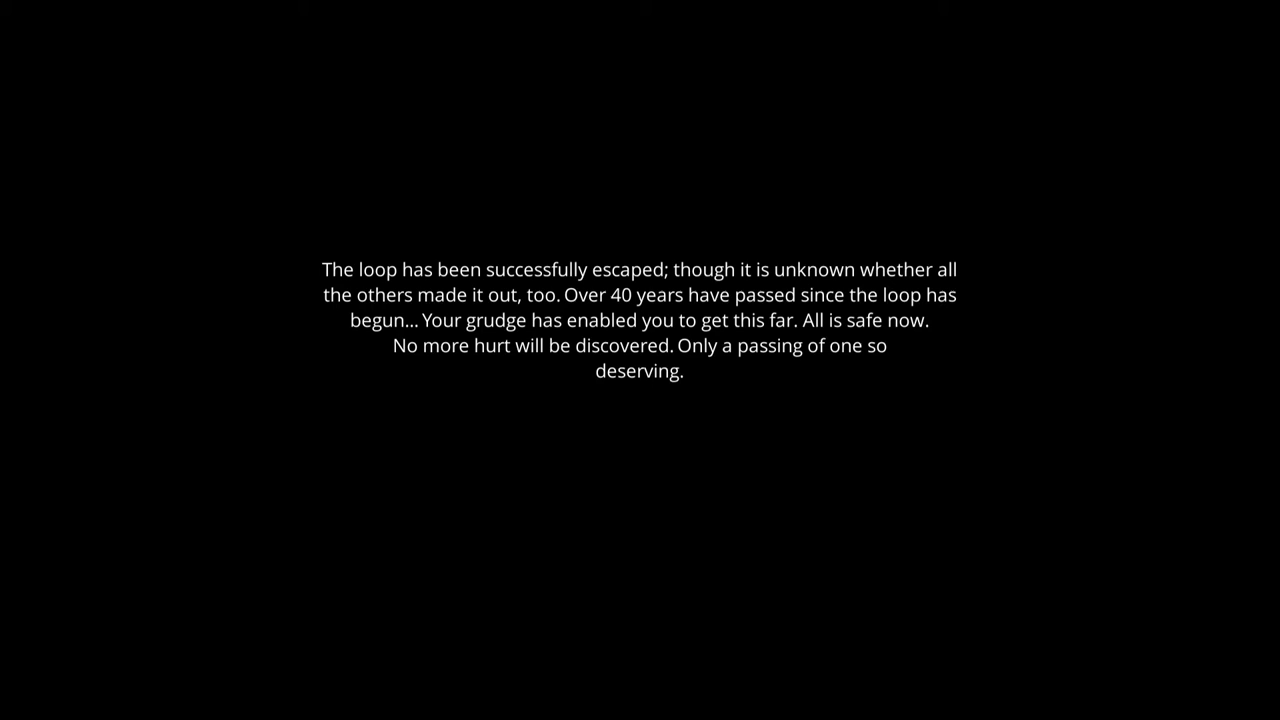 The loop has been successfully escaped; though it is unknown whether all
the others made it out, too. Over 40 years have passed since the loop has
begun... Your grudge has enabled you to get this far. All is safe now.
No more hurt will be discovered. Only a passing of one so
deserving.